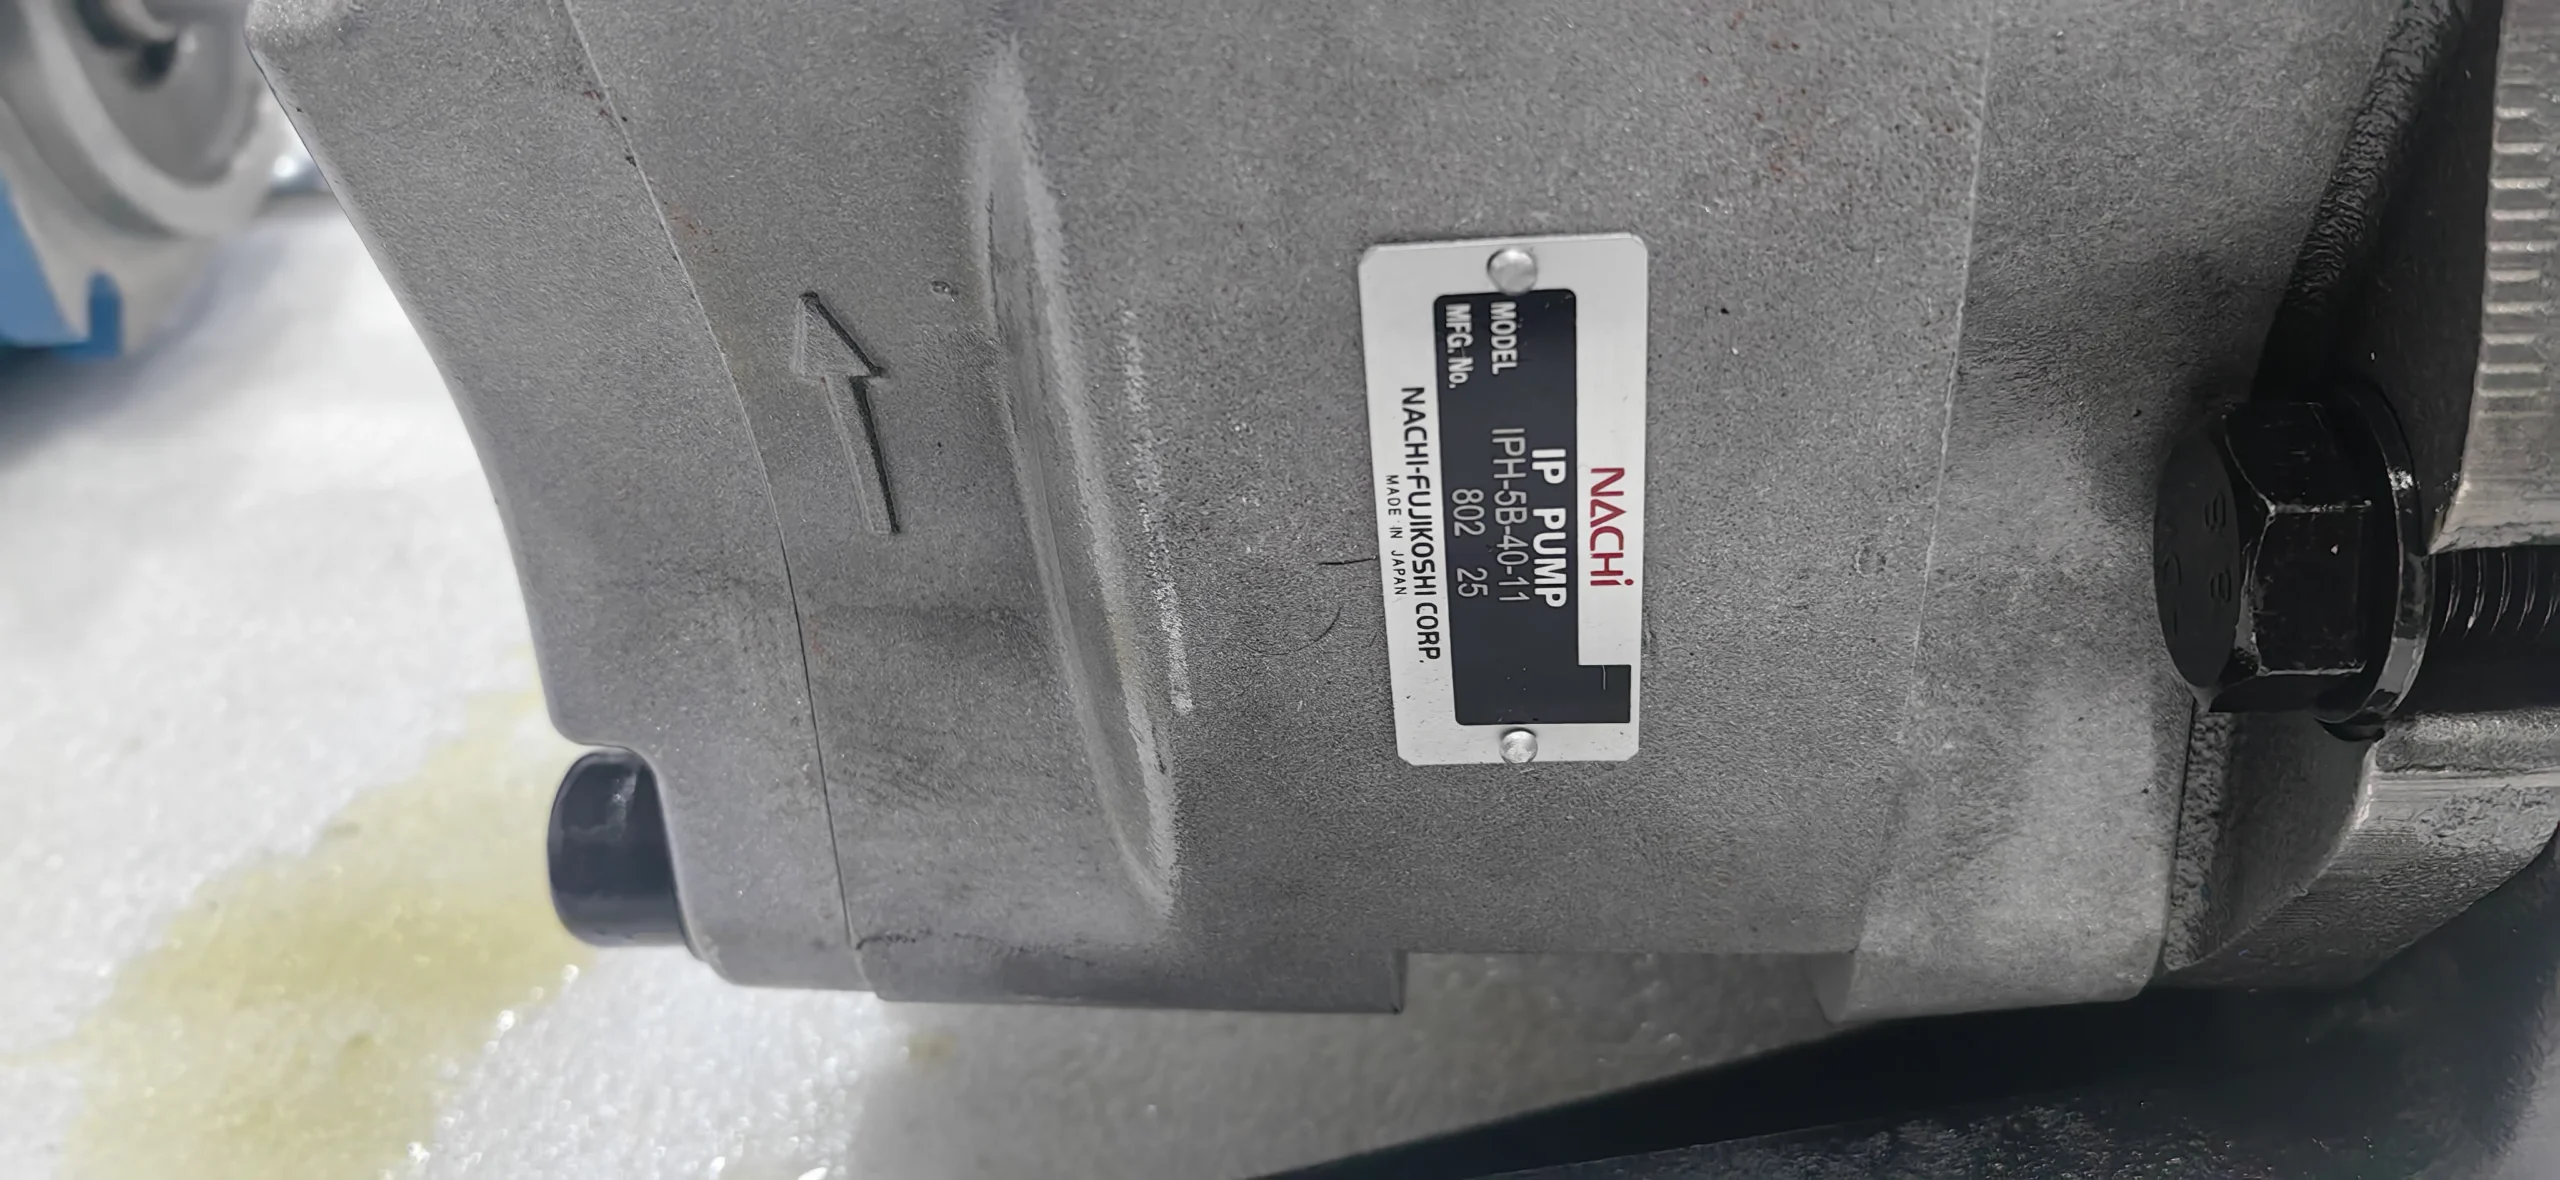 NACHi
IP PUMP
MODEL IPH-5B-40-11
MFG. No. 802 25
NACHI-FUJIKOSHI CORP.
MADE IN JAPAN